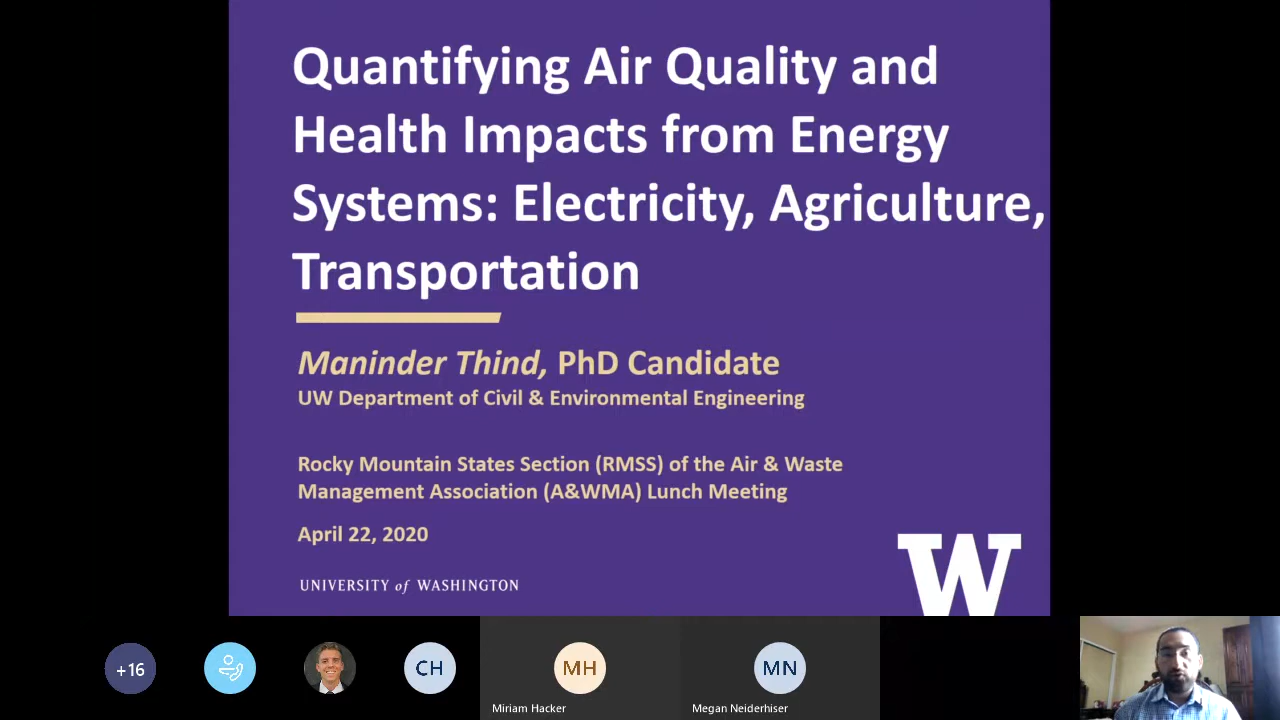 Quantifying Air Quality and
Health Impacts from Energy
Systems: Electricity, Agriculture,
Transportation
Maninder Thind, PhD Candidate
UW Department of Civil & Environmental Engineering
Rocky Mountain States Section (RMSS) of the Air & Waste
Management Association (A&WMA) Lunch Meeting
April 22, 2020
UNIVERSITY of WASHINGTON
W
+16
CH
MH
MN
Miriam Hacker
Megan Neiderhiser